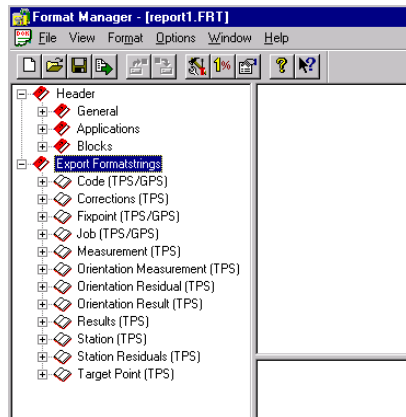 Format Manager - [report1.FRT]
File View Format Options Window Help
1%
Header
General
Applications
Blocks
Export Formatstrings
Code (TPS/GPS)
Corrections (TPS)
Fixpoint (TPS/GPS)
Job (TPS/GPS)
Measurement (TPS)
Orientation Measurement (TPS)
Orientation Residual (TPS)
Orientation Result (TPS)
Results (TPS)
Station (TPS)
Station Residuals (TPS)
Target Point (TPS)